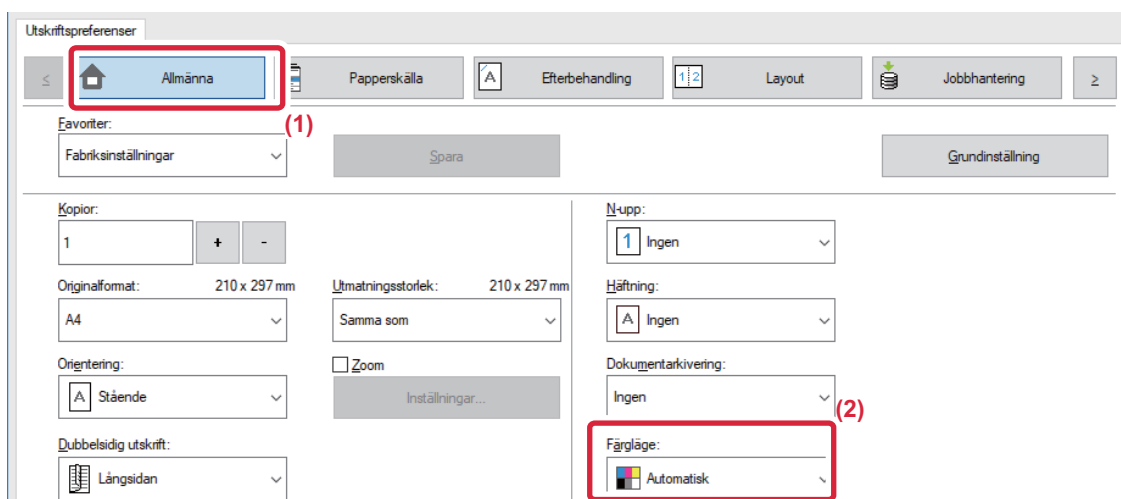 Utskriftspreferenser
< Allmänna Papperskälla Efterbehandling Layout Jobbhantering >
(1)
Favoriter:
Fabriksinställningar Spara Grundinställning
Kopior: N-upp:
1 + - 1 Ingen
Originalformat: 210 x 297 mm Utmatningsstorlek: 210 x 297 mm Häftning:
A4 Samma som A Ingen
Orientering: Zoom Dokumentarkivering:
A Stående Inställningar... Ingen
(2)
Dubbelsidig utskrift: Färgläge:
Långsidan Automatisk